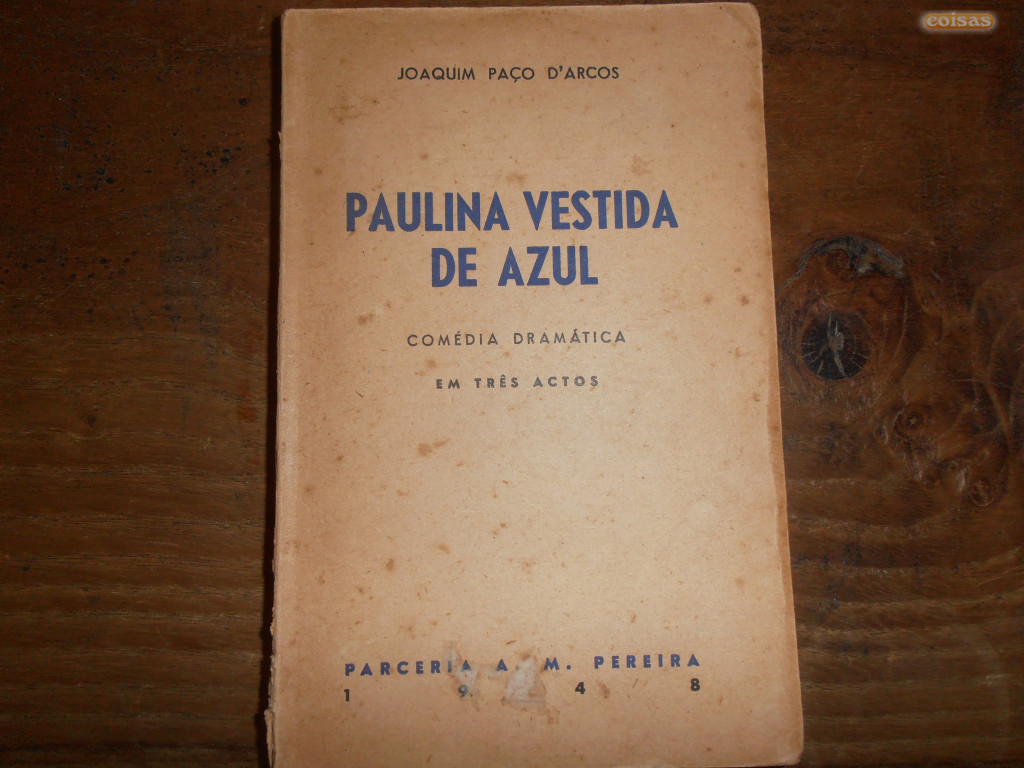 coisas
JOAQUIM PAÇO D'ARCOS
PAULINA VESTIDA
DE AZUL
COMÉDIA DRAMÁTICA
EM TRÊS ACTOS
PARCERIA A. M. PEREIRA
1 9 4 8